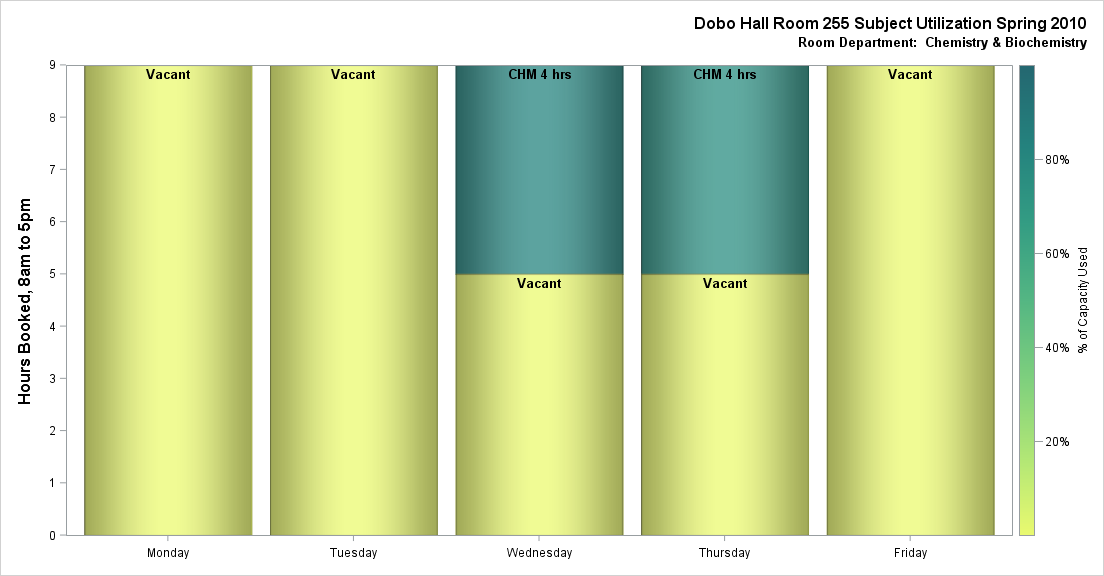 Dobo Hall Room 255 Subject Utilization Spring 2010
Room Department: Chemistry & Biochemistry
Hours Booked, 8am to 5pm
9
8
7
6
5
4
3
2
1
0
Vacant
Vacant
CHM 4 hrs
CHM 4 hrs
Vacant
Vacant
Vacant
Monday
Tuesday
Wednesday
Thursday
Friday
80%
60%
40%
20%
% of Capacity Used